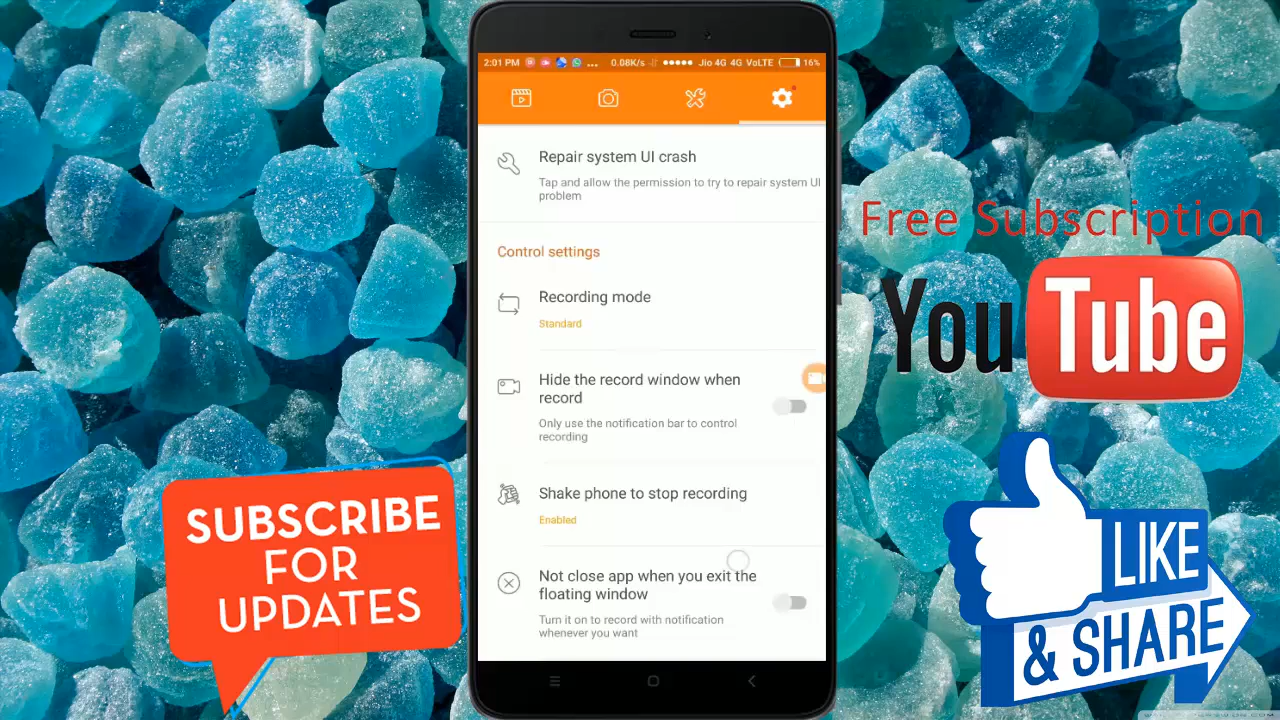 2:01 PM ... 0.08K/s Jio 4G 4G VoLTE 16%
Repair system UI crash
Tap and allow the permission to try to repair system UI
problem
Control settings
Recording mode
Standard
Hide the record window when
record
Only use the notification bar to control
recording
Shake phone to stop recording
Enabled
Not close app when you exit the
floating window
Turn it on to record with notification
whenever you want
Free Subscription
YouTube
SUBSCRIBE
FOR
UPDATES
LIKE
& SHARE